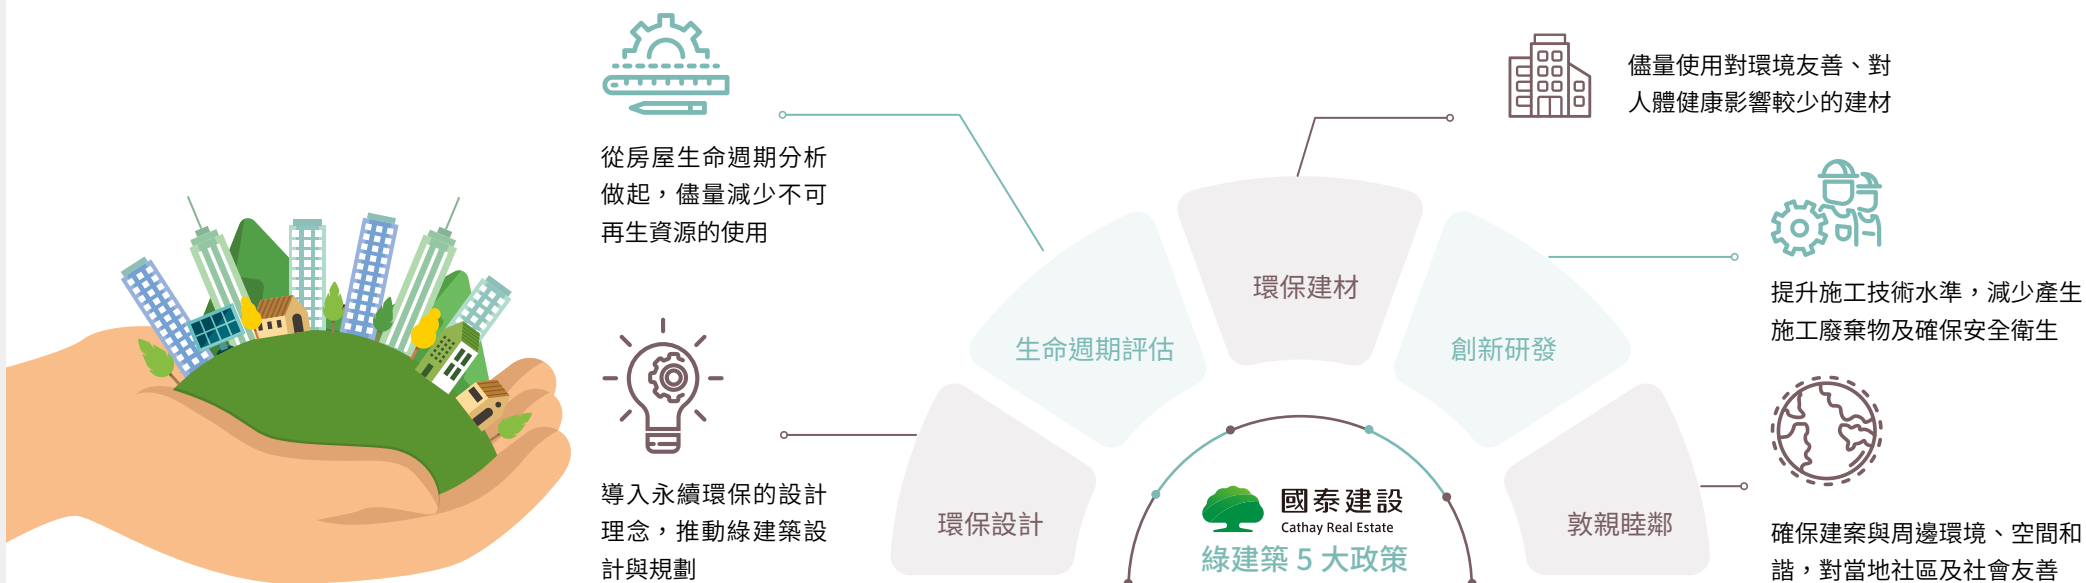 從房屋生命週期分析
做起，儘量減少不可
再生資源的使用
導入永續環保的設計
理念，推動綠建築設
計與規劃
環保設計
生命週期評估
環保建材
創新研發
敦親睦鄰
國泰建設
Cathay Real Estate
綠建築 5 大政策
儘量使用對環境友善、對
人體健康影響較少的建材
提升施工技術水準，減少產生
施工廢棄物及確保安全衛生
確保建案與周邊環境、空間和
諧，對當地社區及社會友善